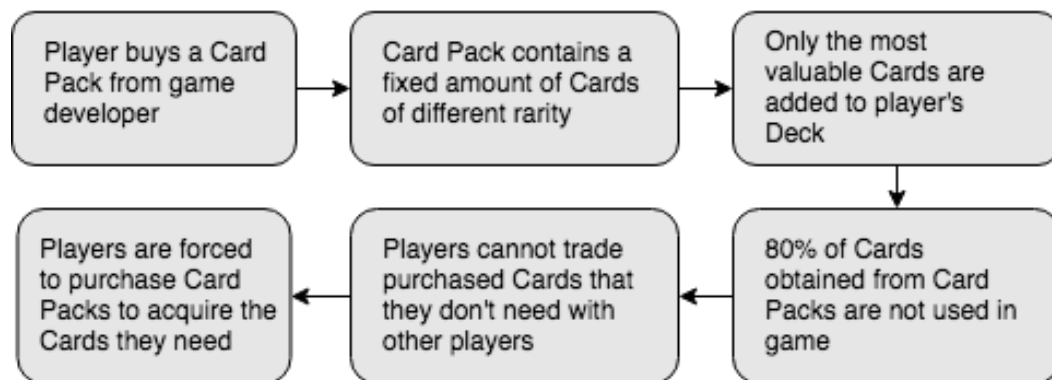 Player buys a Card
Pack from game
developer
Card Pack contains a
fixed amount of Cards
of different rarity
Only the most
valuable Cards are
added to player's
Deck
80% of Cards
obtained from Card
Packs are not used in
game
Players cannot trade
purchased Cards that
they don't need with
other players
Players are forced
to purchase Card
Packs to acquire the
Cards they need